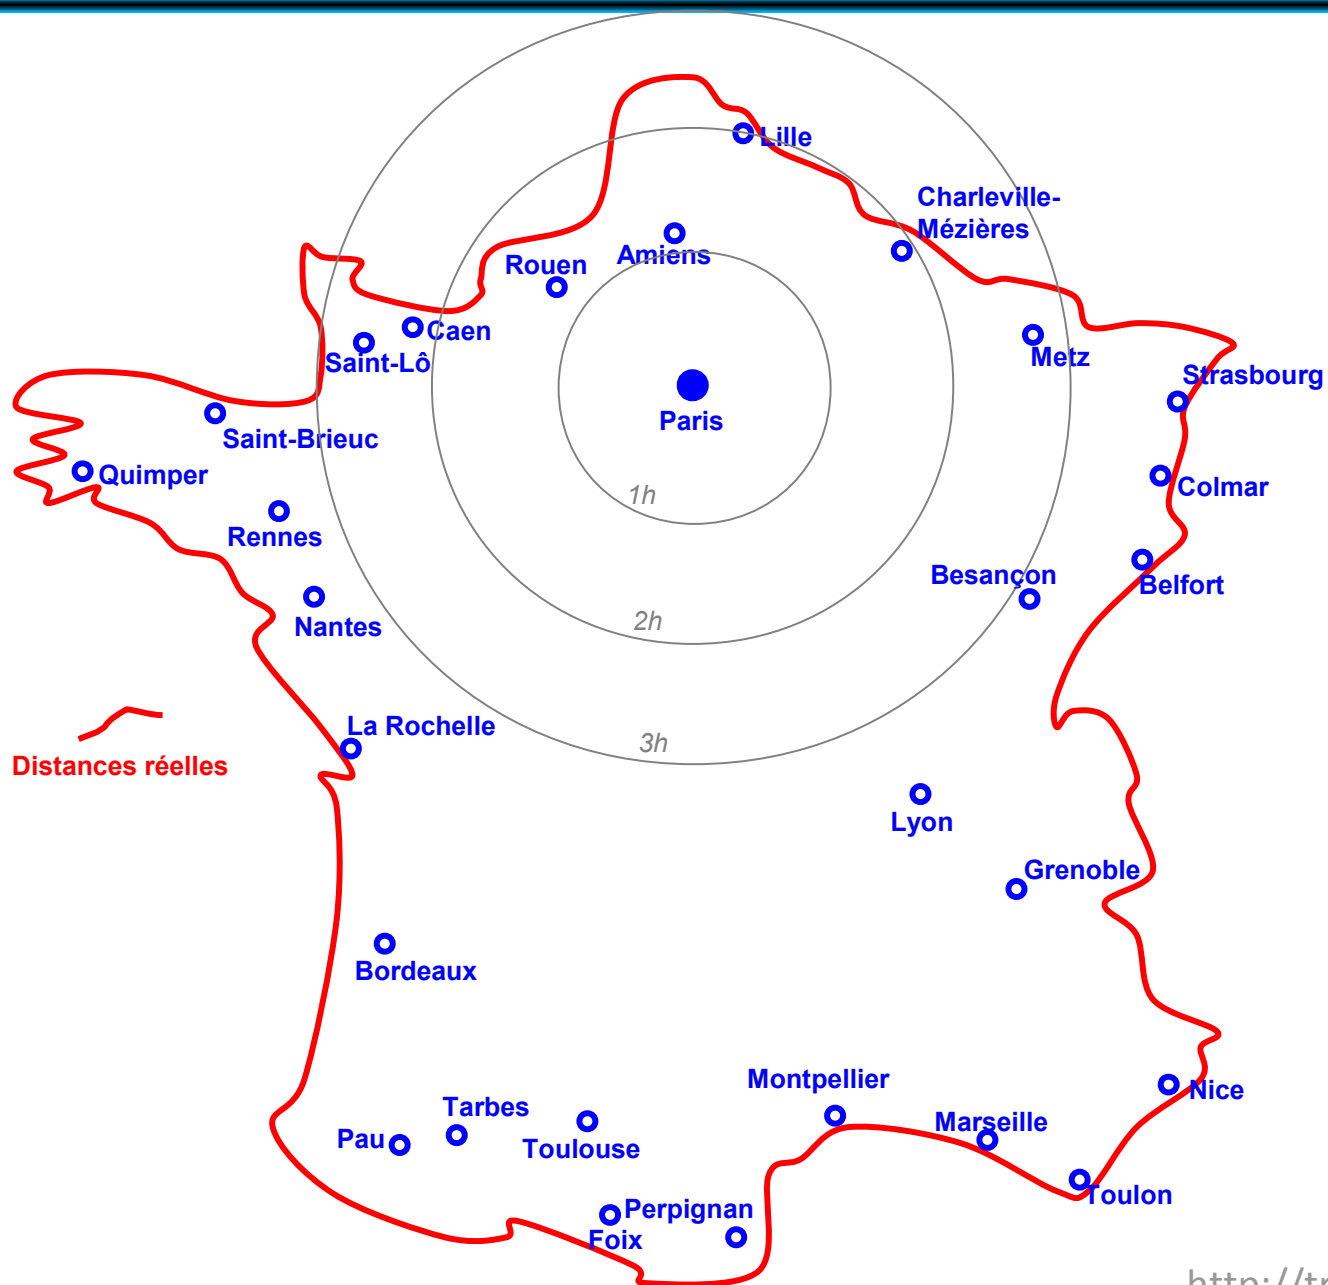 Lille
Charleville-
Mézières
Amiens
Rouen
Caen
Saint-Lô
Metz
Strasbourg
Paris
Saint-Brieuc
Quimper
Colmar
1h
Rennes
Besançon
Belfort
2h
Nantes
La Rochelle
3h
Distances réelles
Lyon
Grenoble
Bordeaux
Montpellier
Nice
Tarbes
Marseille
Pau
Toulouse
Toulon
Perpignan
Foix